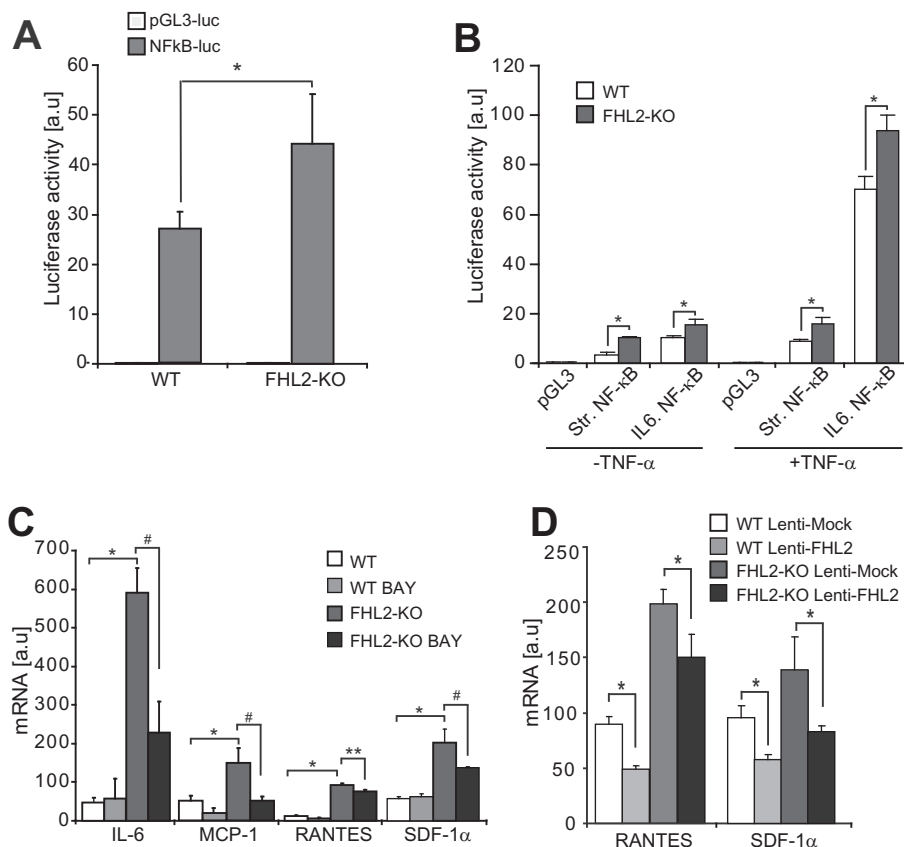 A
pGL3-luc
NFkB-luc
Luciferase activity [a.u]
60
50
40
30
20
10
0
*
WT
FHL2-KO
B
WT
FHL2-KO
Luciferase activity [a.u]
120
100
80
60
40
20
0
*
*
*
*
pGL3
Str. NF-κB
IL6. NF-κB
pGL3
Str. NF-κB
IL6. NF-κB
-TNF-α
+TNF-α
C
WT
WT BAY
FHL2-KO
FHL2-KO BAY
mRNA [a.u]
700
600
500
400
300
200
100
0
* #
* #
* **
* #
IL-6 MCP-1 RANTES SDF-1α
D
WT Lenti-Mock
WT Lenti-FHL2
FHL2-KO Lenti-Mock
FHL2-KO Lenti-FHL2
mRNA [a.u]
250
200
150
100
50
0
* *
* *
RANTES SDF-1α